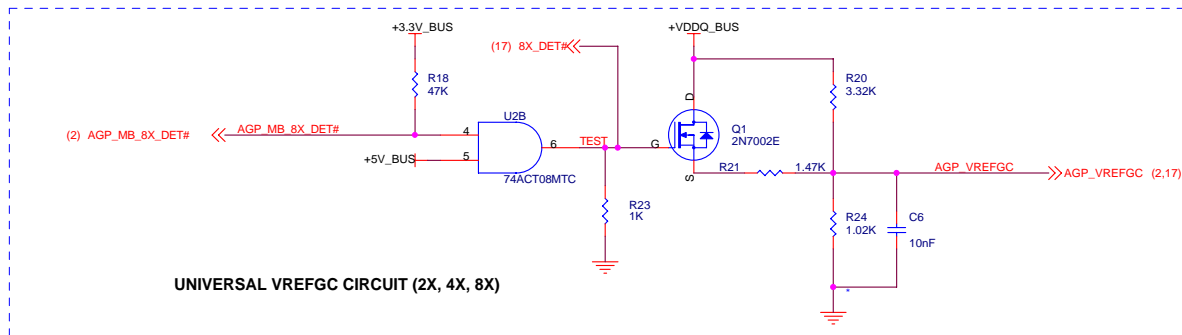 +3.3V_BUS
(17) 8X_DET#
+VDDQ_BUS
R18
47K
R20
3.32K
U2B
D
Q1
2N7002E
(2) AGP_MB_8X_DET#
AGP_MB_8X_DET#
4
6
TEST
G
+5V_BUS
5
74ACT08MTC
S
R21
1.47K
AGP_VREFGC
AGP_VREFGC (2,17)
R23
1K
R24
1.02K
C6
10nF
UNIVERSAL VREFGC CIRCUIT (2X, 4X, 8X)
*